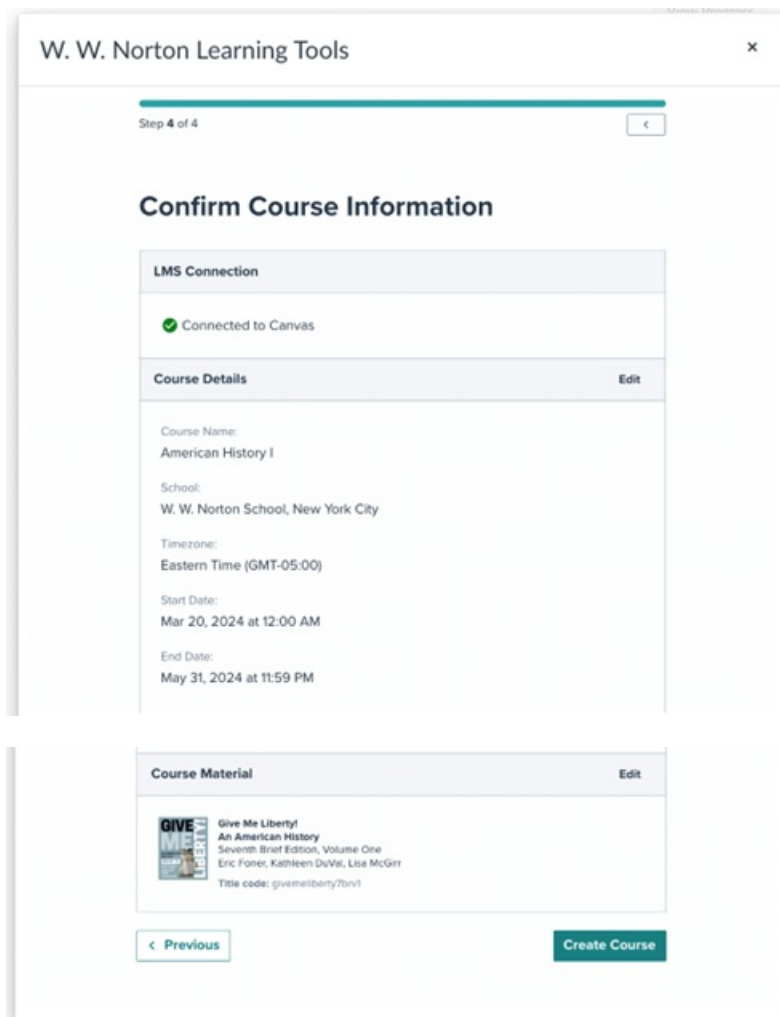 W. W. Norton Learning Tools
×
Step 4 of 4
<
Confirm Course Information
LMS Connection
Connected to Canvas
Course Details Edit
Course Name:
American History I
School:
W. W. Norton School, New York City
Timezone:
Eastern Time (GMT-05:00)
Start Date:
Mar 20, 2024 at 12:00 AM
End Date:
May 31, 2024 at 11:59 PM
Course Material Edit
GIVE ME LIBERTY!
Give Me Liberty!
An American History
Seventh Brief Edition, Volume One
Eric Foner, Kathleen DuVal, Lisa McGirr
Title code: givemeliberty7brv1
< Previous
Create Course